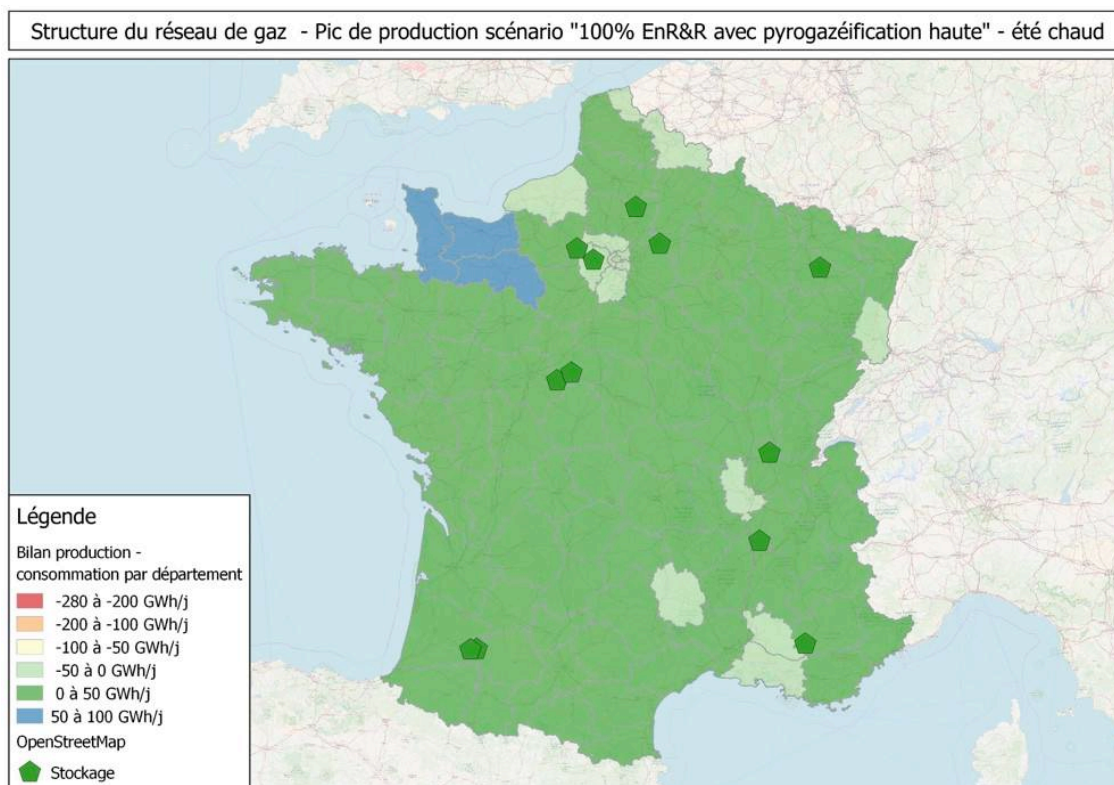 Structure du réseau de gaz - Pic de production scénario "100% EnR&R avec pyrogazéification haute" - été chaud
Légende
Bilan production -
consommation par département
-280 à -200 GWh/j
-200 à -100 GWh/j
-100 à -50 GWh/j
-50 à 0 GWh/j
0 à 50 GWh/j
50 à 100 GWh/j
OpenStreetMap
Stockage